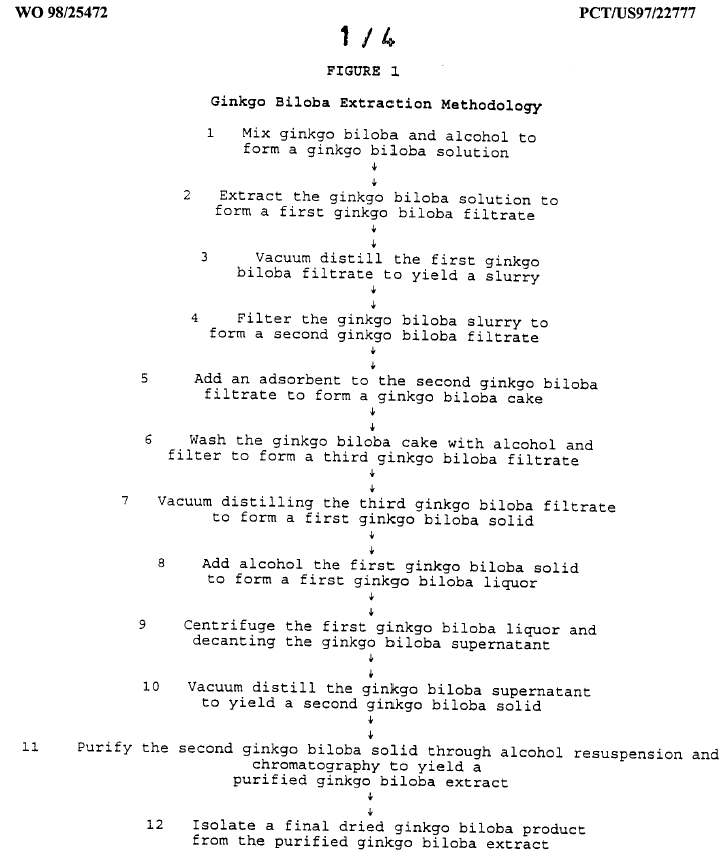 WO 98/25472 PCT/US97/22777
1/4
FIGURE 1
Ginkgo Biloba Extraction Methodology
1 Mix ginkgo biloba and alcohol to
form a ginkgo biloba solution
↓
↓
2 Extract the ginkgo biloba solution to
form a first ginkgo biloba filtrate
↓
↓
3 Vacuum distill the first ginkgo
biloba filtrate to yield a slurry
↓
↓
4 Filter the ginkgo biloba slurry to
form a second ginkgo biloba filtrate
↓
↓
5 Add an adsorbent to the second ginkgo biloba
filtrate to form a ginkgo biloba cake
↓
↓
6 Wash the ginkgo biloba cake with alcohol and
filter to form a third ginkgo biloba filtrate
↓
↓
7 Vacuum distilling the third ginkgo biloba filtrate
to form a first ginkgo biloba solid
↓
↓
8 Add alcohol the first ginkgo biloba solid
to form a first ginkgo biloba liquor
↓
↓
9 Centrifuge the first ginkgo biloba liquor and
decanting the ginkgo biloba supernatant
↓
↓
10 Vacuum distill the ginkgo biloba supernatant
to yield a second ginkgo biloba solid
↓
↓
11 Purify the second ginkgo biloba solid through alcohol resuspension and
chromatography to yield a
purified ginkgo biloba extract
↓
↓
12 Isolate a final dried ginkgo biloba product
from the purified ginkgo biloba extract